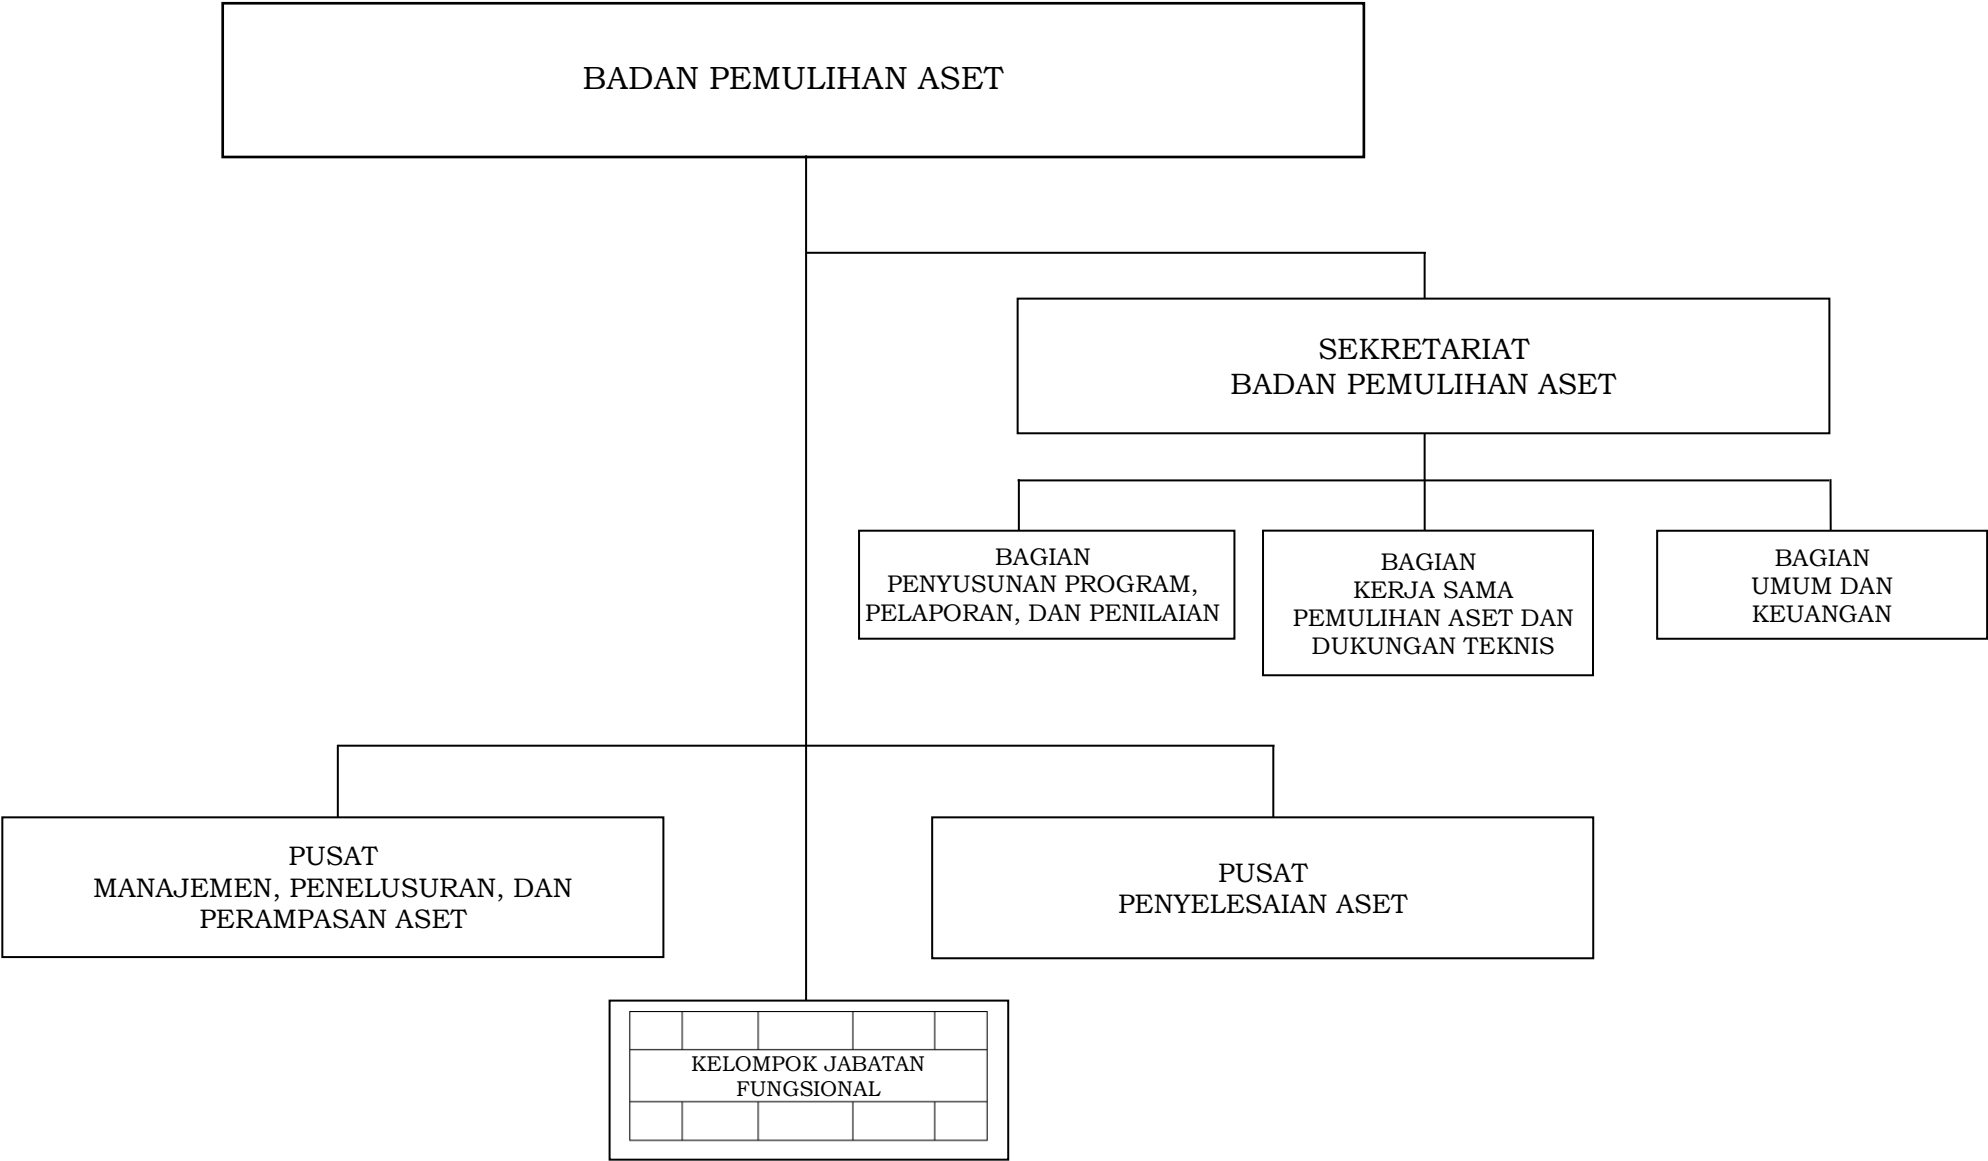 BADAN PEMULIHAN ASET
SEKRETARIAT
BADAN PEMULIHAN ASET
BAGIAN
PENYUSUNAN PROGRAM,
PELAPORAN, DAN PENILAIAN
BAGIAN
KERJA SAMA
PEMULIHAN ASET DAN
DUKUNGAN TEKNIS
BAGIAN
UMUM DAN
KEUANGAN
PUSAT
MANAJEMEN, PENELUSURAN, DAN
PERAMPASAN ASET
PUSAT
PENYELESAIAN ASET
KELOMPOK JABATAN
FUNGSIONAL